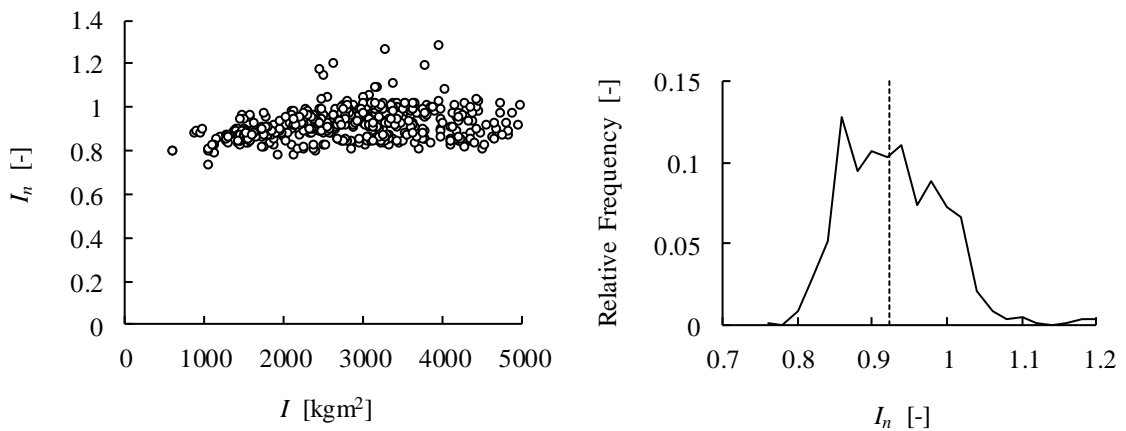 1.4
1.2
1
0.8
0.6
0.4
0.2
0
0 1000 2000 3000 4000 5000
I_n [-]
I [kgm²]
0.15
0.1
0.05
0
0.7 0.8 0.9 1 1.1 1.2
Relative Frequency [-]
I_n [-]